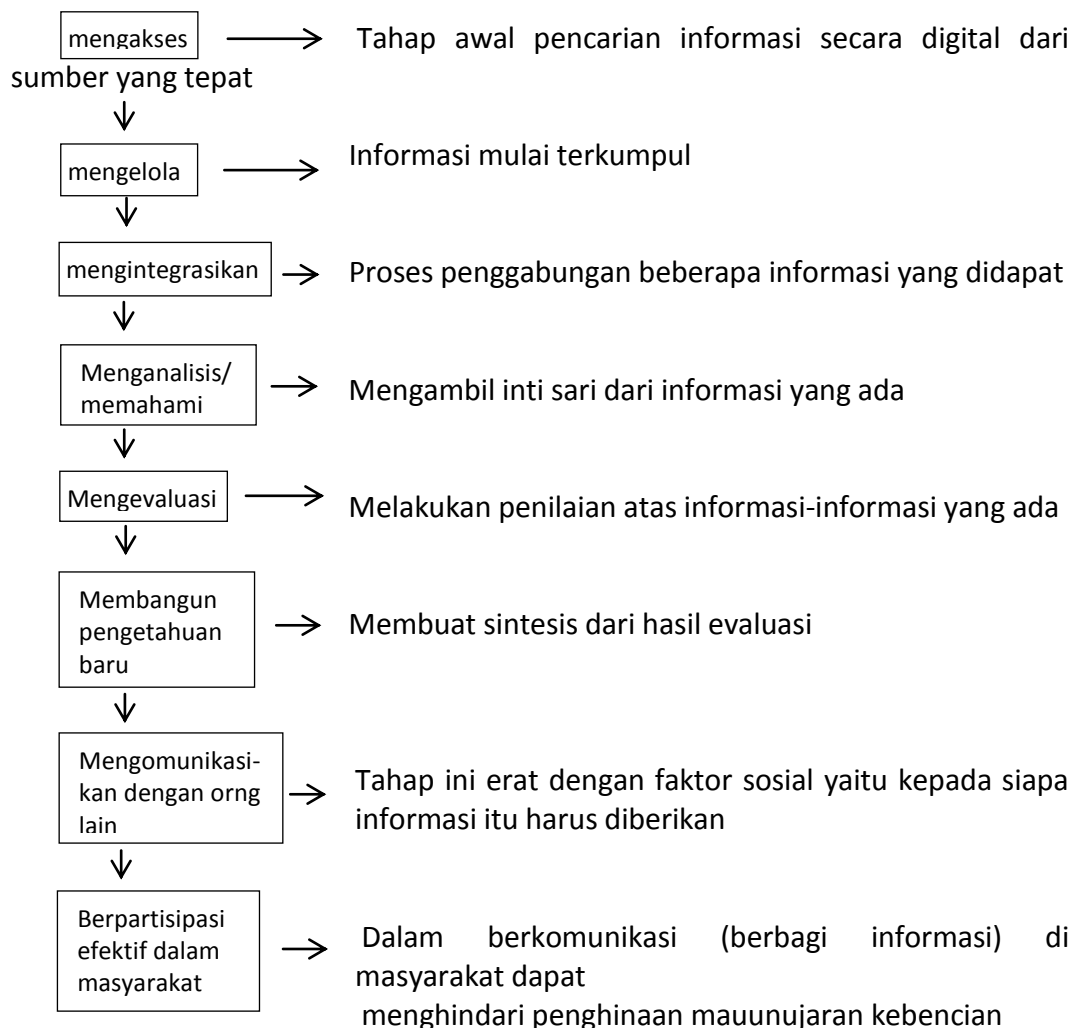 mengakses
Tahap awal pencarian informasi secara digital dari
sumber yang tepat
mengelola
Informasi mulai terkumpul
mengintegrasikan
Proses penggabungan beberapa informasi yang didapat
Menganalisis/
memahami
Mengambil inti sari dari informasi yang ada
Mengevaluasi
Melakukan penilaian atas informasi-informasi yang ada
Membangun
pengetahuan
baru
Membuat sintesis dari hasil evaluasi
Mengomunikasi-
kan dengan orng
lain
Tahap ini erat dengan faktor sosial yaitu kepada siapa
informasi itu harus diberikan
Berpartisipasi
efektif dalam
masyarakat
Dalam berkomunikasi (berbagi informasi) di
masyarakat dapat
menghindari penghinaan mauunujaran kebencian